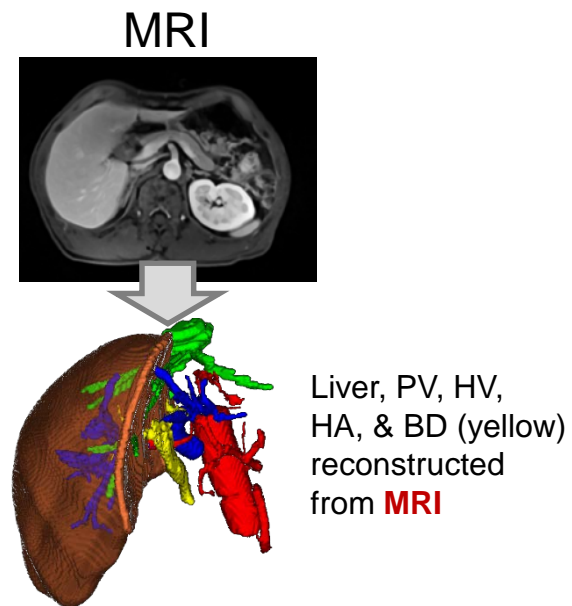 MRI
Liver, PV, HV,
HA, & BD (yellow)
reconstructed
from MRI